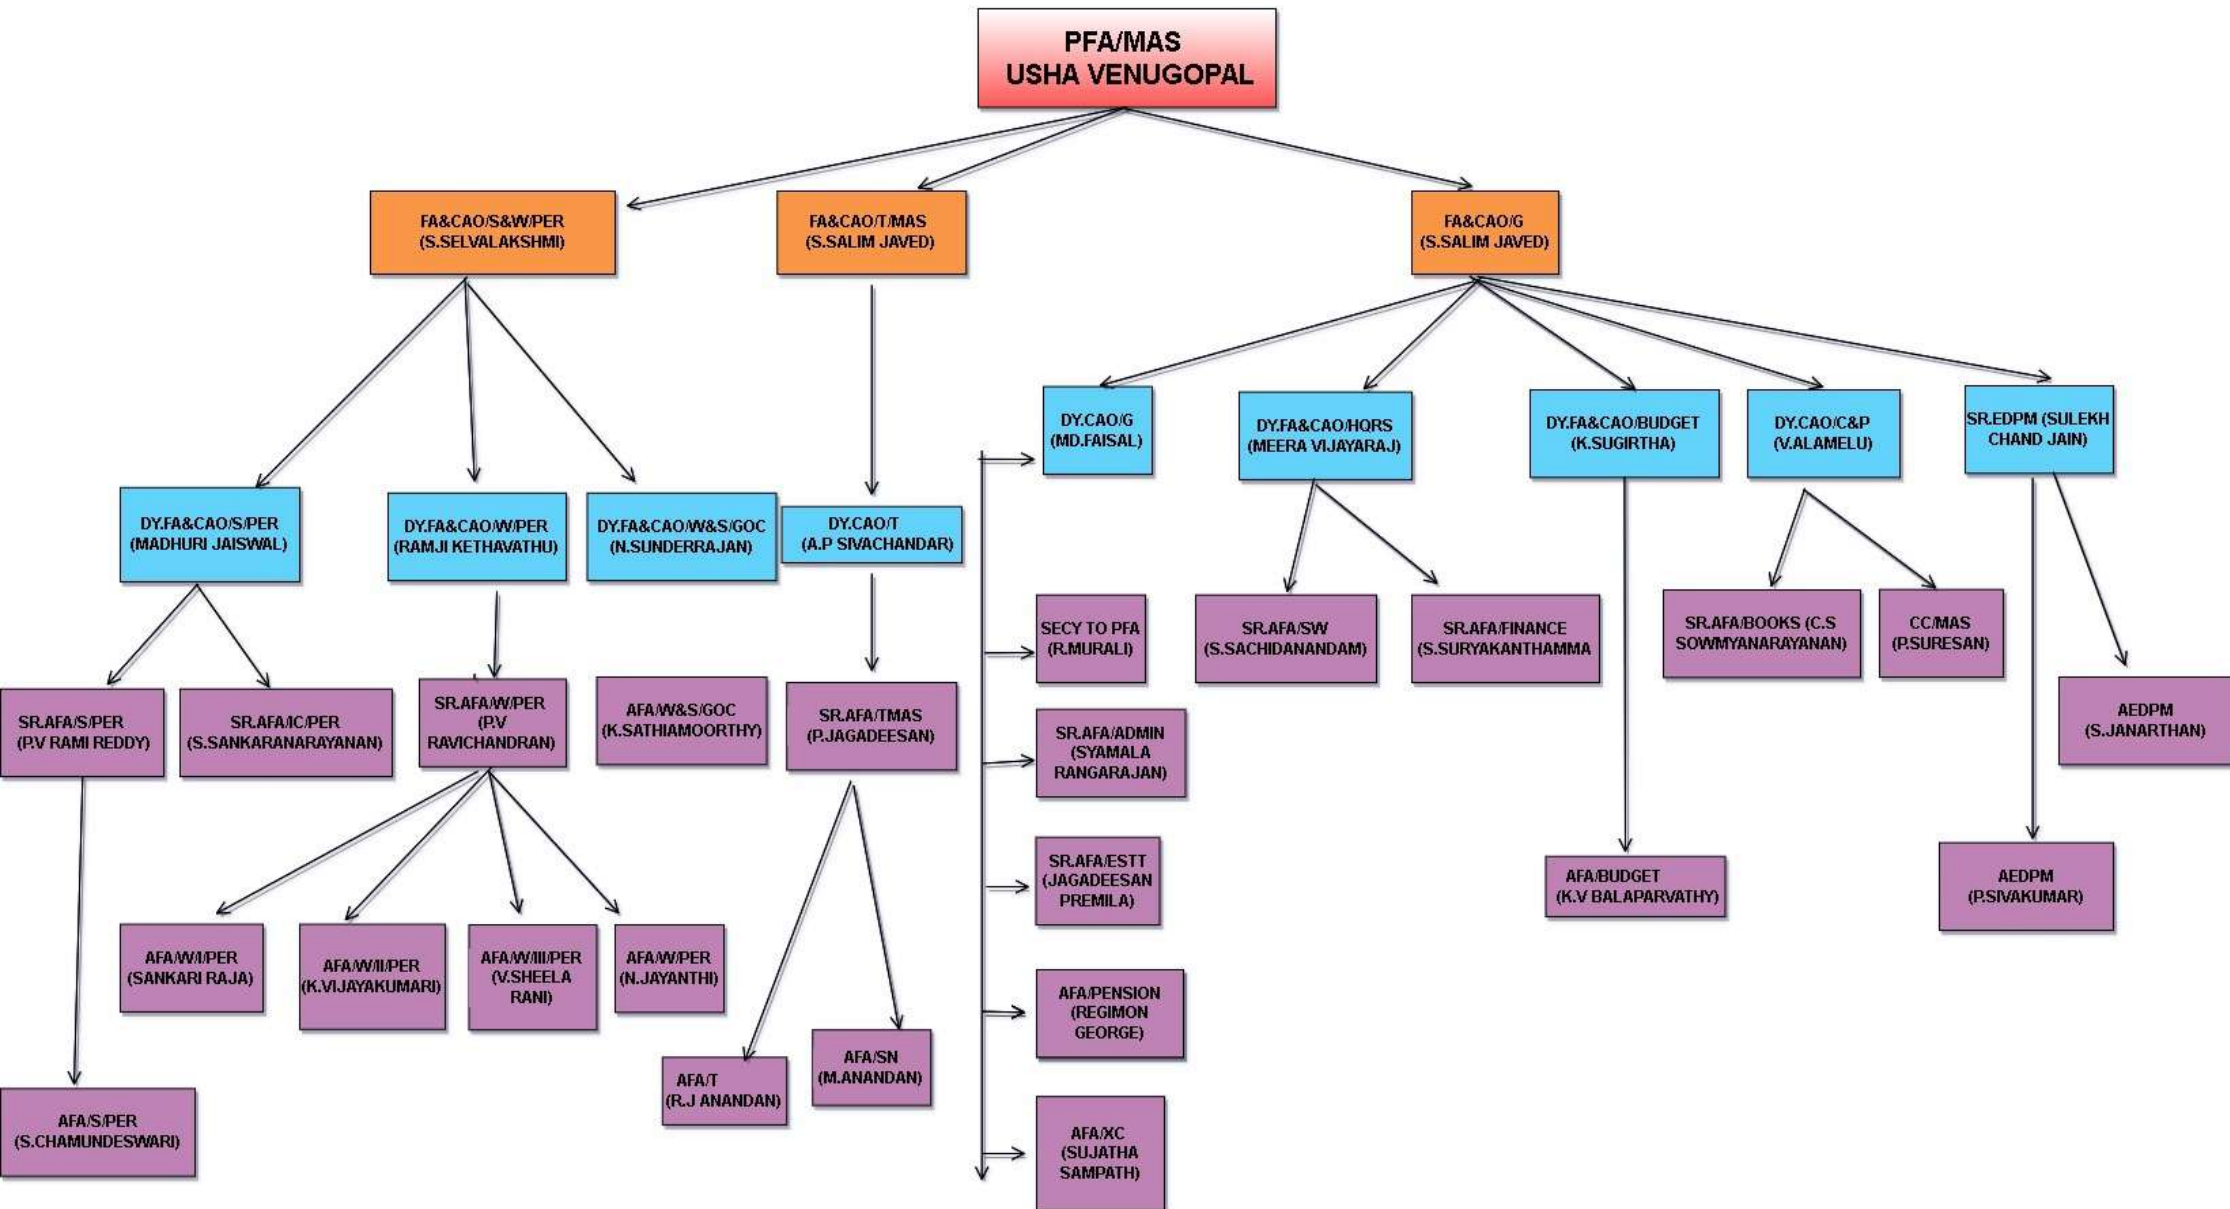 PFA/MAS
USHA VENUGOPAL
FA&CAO/S&W/PER
(S.SELVALAKSHMI)
FA&CAO/T/MAS
(S.SALIM JAVED)
FA&CAO/G
(S.SALIM JAVED)
DY.CAO/G
(MD.FAISAL)
DY.FA&CAO/HQRS
(MEERA VIJAYARAJ)
DY.FA&CAO/BUDGET
(K.SUGIRTHA)
DY.CAO/C&P
(V.ALAMELU)
SR.EDPM (SULEKH
CHAND JAIN)
DY.FA&CAO/S/PER
(MADHURI JAISWAL)
DY.FA&CAO/W/PER
(RAMJI KETHAVATHU)
DY.FA&CAO/W&S/GOC
(N.SUNDERRAJAN)
DY.CAO/T
(A.P SIVACHANDAR)
SECY TO PFA
(R.MURALI)
SR.AFA/SW
(S.SACHIDANANDAM)
SR.AFA/FINANCE
(S.SURYAKANTHAMMA
SR.AFA/BOOKS (C.S
SOWMYANARAYANAN)
CC/MAS
(P.SURESAN)
SR.AFA/S/PER
(P.V RAMI REDDY)
SR.AFA/IC/PER
(S.SANKARANARAYANAN)
SR.AFA/W/PER
(P.V
RAVICHANDRAN)
AFA/W&S/GOC
(K.SATHIAMOORTHY)
SR.AFA/TMAS
(P.JAGADEESAN)
SR.AFA/ADMIN
(SYAMALA
RANGARAJAN)
AEDPM
(S.JANARTHAN)
SR.AFA/ESTT
(JAGADEESAN
PREMILA)
AFA/BUDGET
(K.V BALAPARVATHY)
AEDPM
(P.SIVAKUMAR)
AFA/W/I/PER
(SANKARI RAJA)
AFA/W/II/PER
(K.VIJAYAKUMARI)
AFA/W/III/PER
(V.SHEELA
RANI)
AFA/W/PER
(N.JAYANTHI)
AFA/PENSION
(REGIMON
GEORGE)
AFA/T
(R.J ANANDAN)
AFA/SN
(M.ANANDAN)
AFA/S/PER
(S.CHAMUNDESWARI)
AFA/XC
(SUJATHA
SAMPATH)